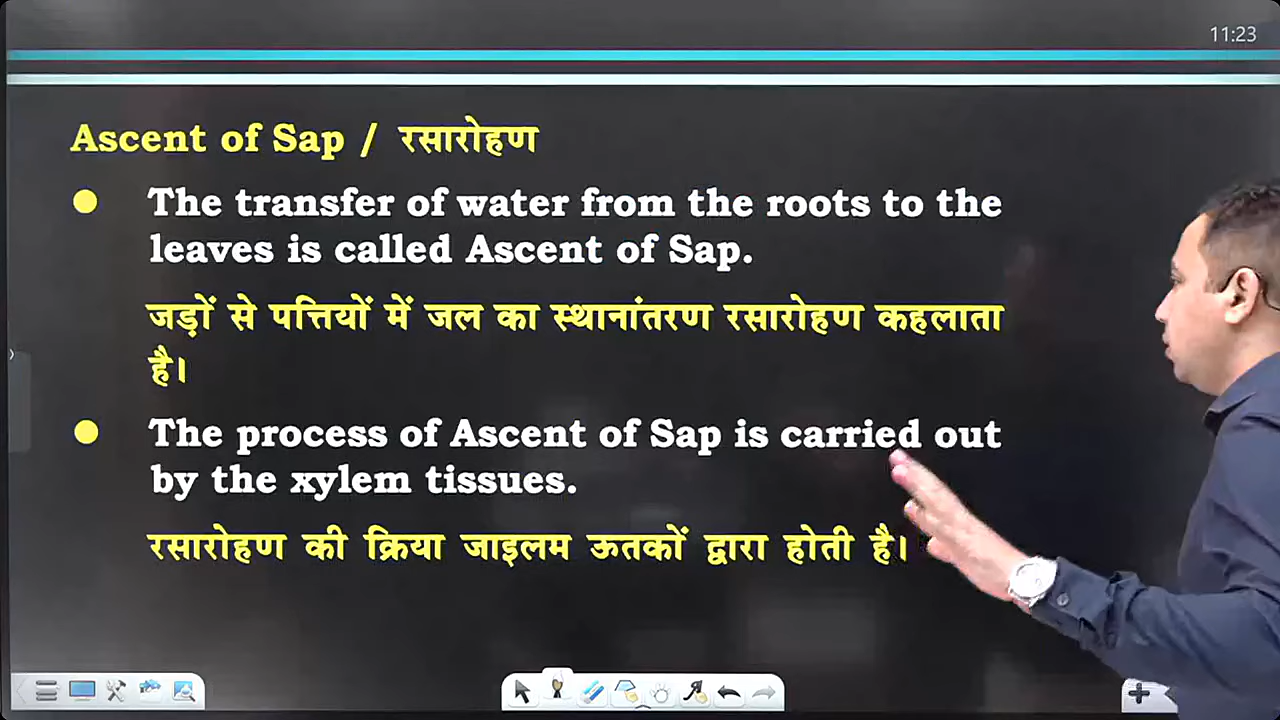 11:23
Ascent of Sap / रसारोहण
The transfer of water from the roots to the
leaves is called Ascent of Sap.
जड़ों से पत्तियों में जल का स्थानांतरण रसारोहण कहलाता
है।
The process of Ascent of Sap is carried out
by the xylem tissues.
रसारोहण की क्रिया जाइलम ऊतकों द्वारा होती है।